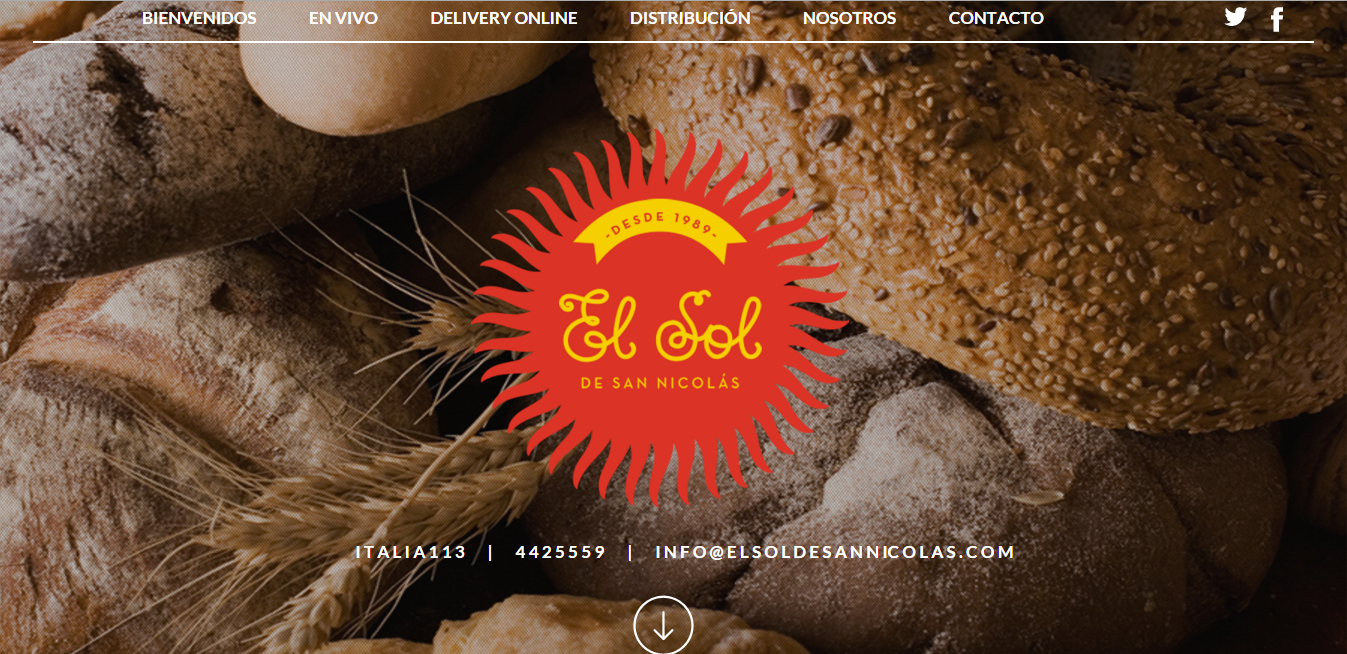 BIENVENIDOS EN VIVO DELIVERY ONLINE DISTRIBUCIÓN NOSOTROS CONTACTO
-DESDE 1989-
El Sol
DE SAN NICOLÁS
ITALIA113 | 4425559 | INFO@ELSOLDESANNICOLAS.COM